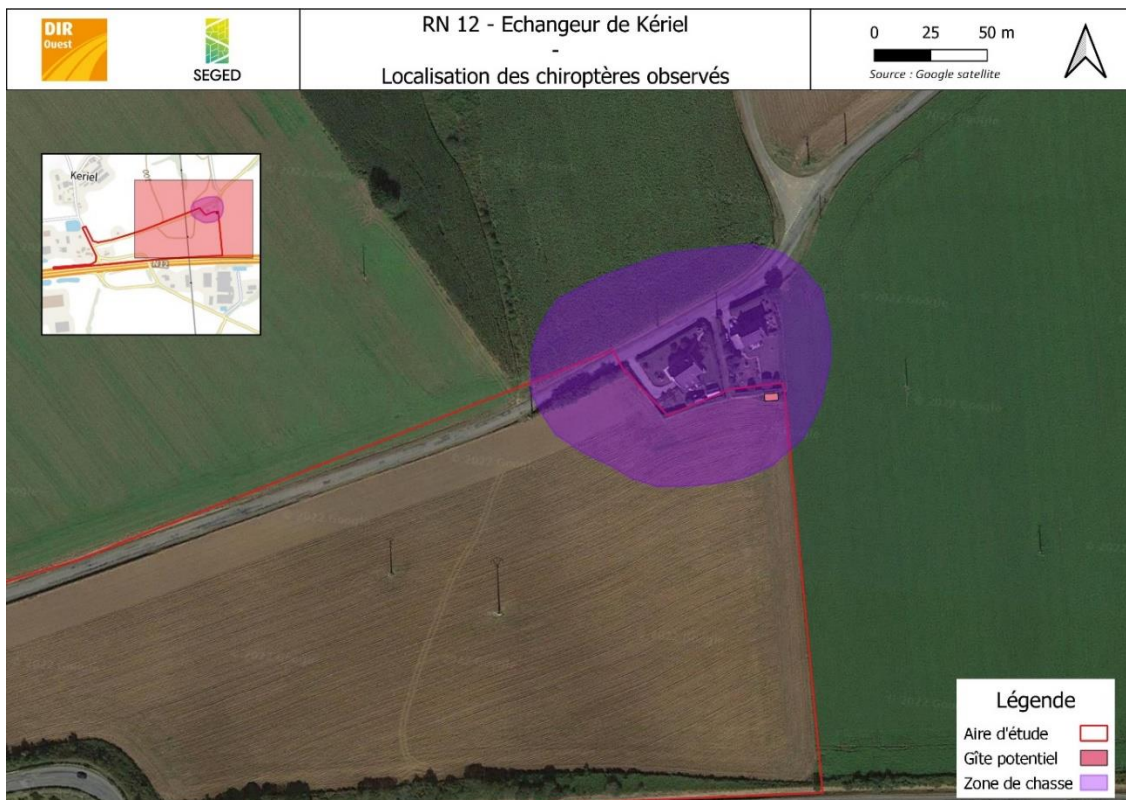 DIR
Ouest
SEGED
RN 12 - Echangeur de Kériel
-
Localisation des chiroptères observés
0 25 50 m
Source : Google satellite
Keriel
N12
Légende
Aire d'étude
Gîte potentiel
Zone de chasse